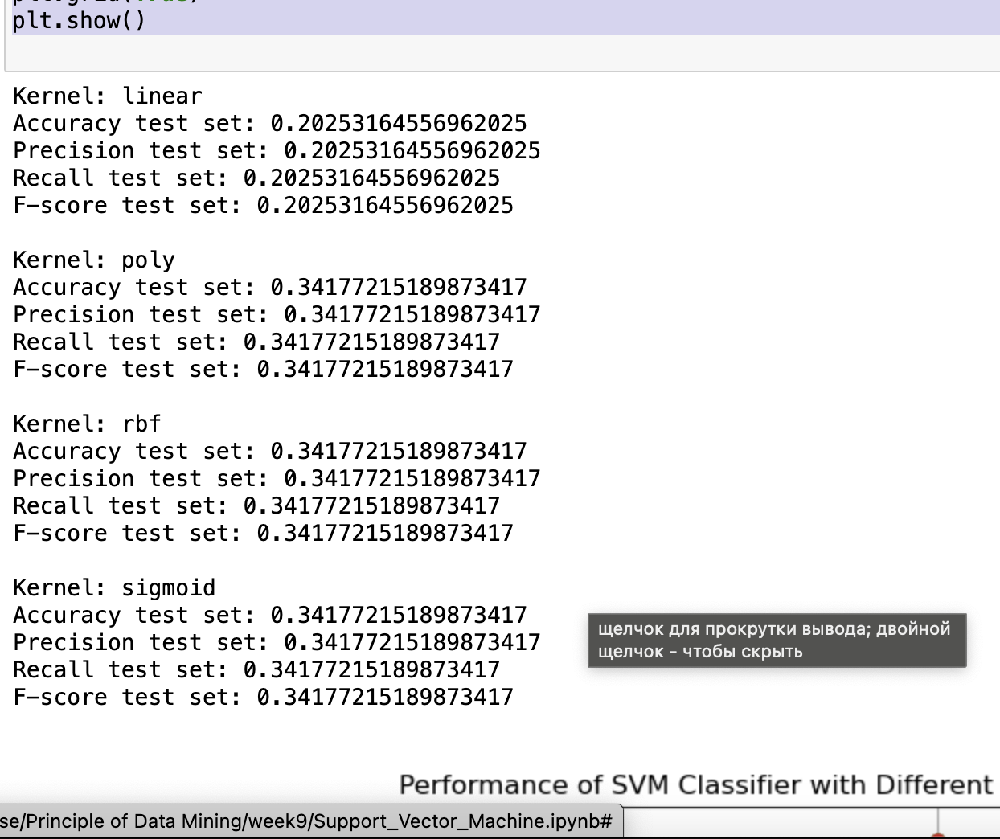 plt.grid(True)
plt.show()
Kernel: linear
Accuracy test set: 0.20253164556962025
Precision test set: 0.20253164556962025
Recall test set: 0.20253164556962025
F-score test set: 0.20253164556962025
Kernel: poly
Accuracy test set: 0.34177215189873417
Precision test set: 0.34177215189873417
Recall test set: 0.34177215189873417
F-score test set: 0.34177215189873417
Kernel: rbf
Accuracy test set: 0.34177215189873417
Precision test set: 0.34177215189873417
Recall test set: 0.34177215189873417
F-score test set: 0.34177215189873417
Kernel: sigmoid
Accuracy test set: 0.34177215189873417
Precision test set: 0.34177215189873417
Recall test set: 0.34177215189873417
F-score test set: 0.34177215189873417
щелчок для прокрутки вывода; двойной
щелчок - чтобы скрыть
Performance of SVM Classifier with Different
se/Principle of Data Mining/week9/Support_Vector_Machine.ipynb#